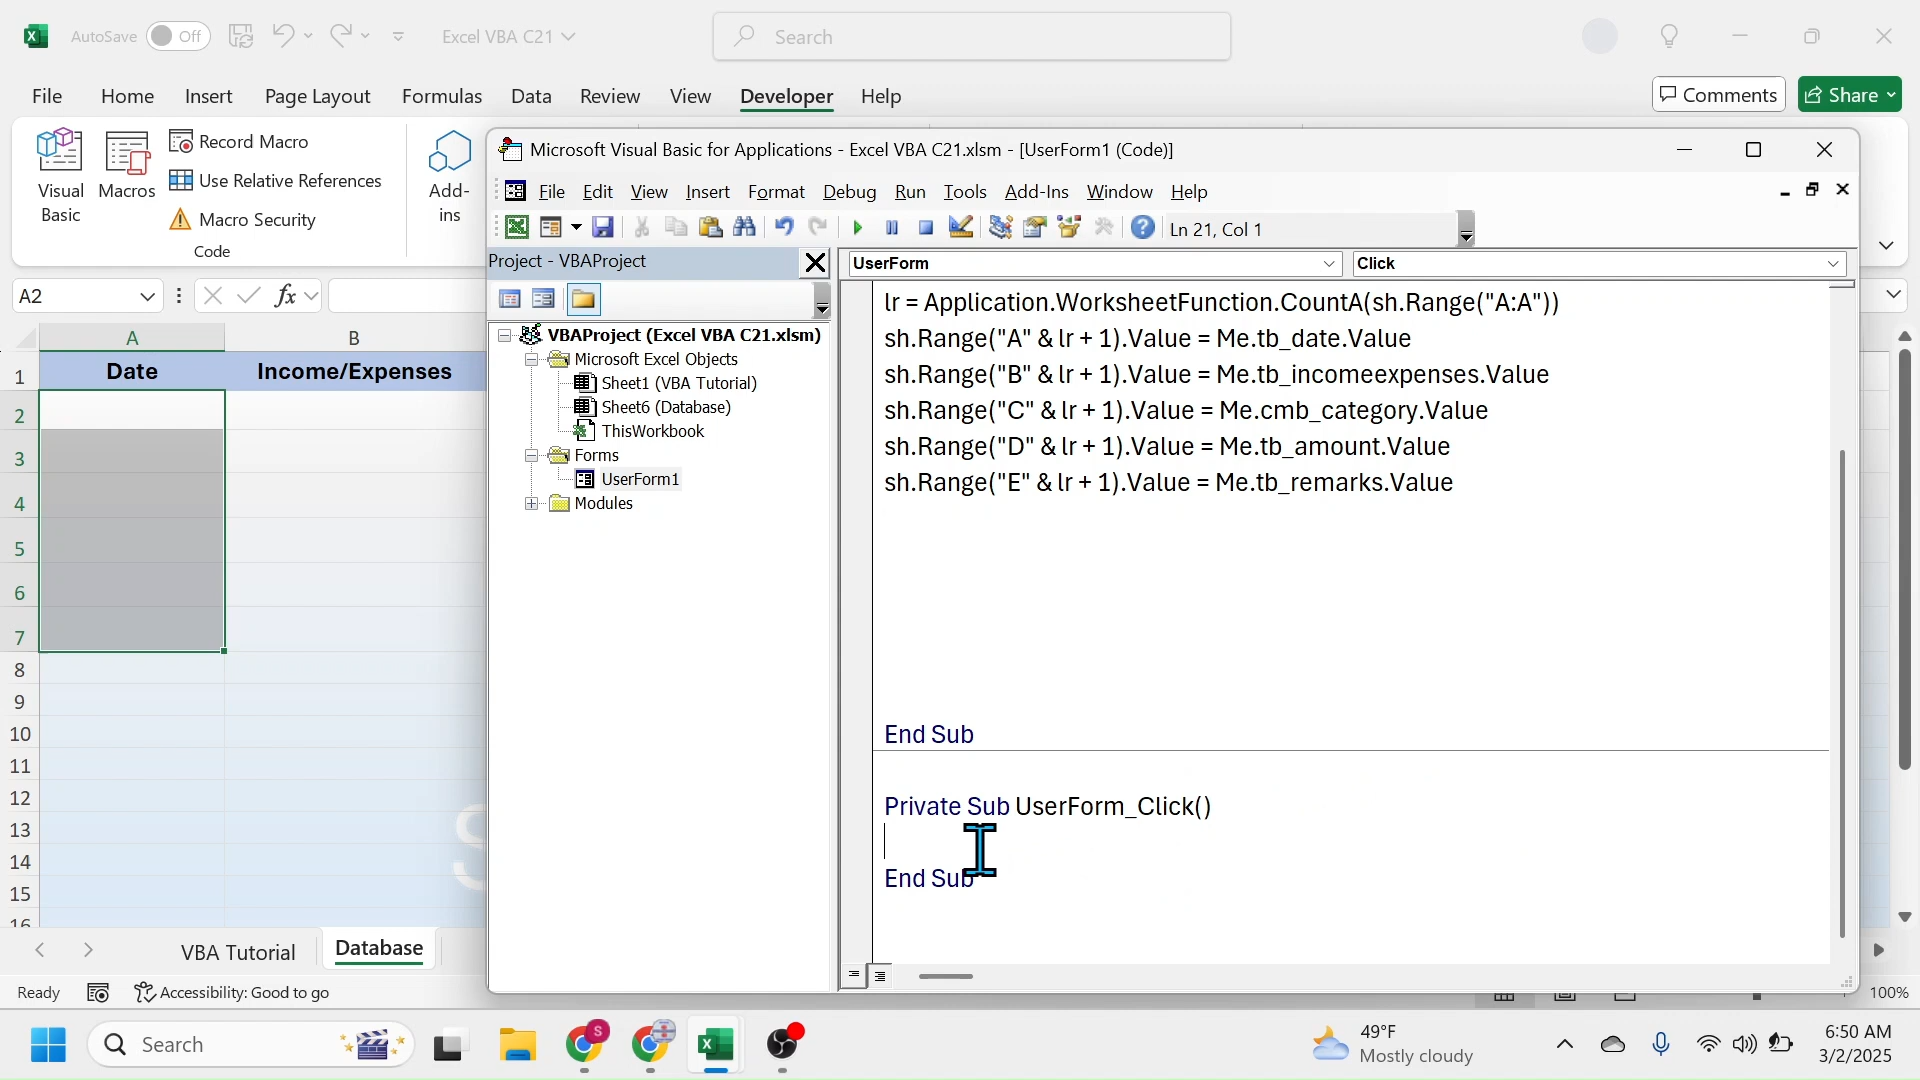 AutoSave Off Excel VBA C21 Search
File Home Insert Page Layout Formulas Data Review View Developer Help Comments Share
Visual Basic
Macros
Record Macro
Use Relative References
Macro Security
Code
Add-ins
Microsoft Visual Basic for Applications - Excel VBA C21.xlsm - [UserForm1 (Code)]
File Edit View Insert Format Debug Run Tools Add-Ins Window Help
Ln 21, Col 1
Project - VBAProject
UserForm Click
A2 fx
A B
1 Date Income/Expenses
2
3
4
5
6
7
8
9
10
11
12
13
14
15
16
VBAProject (Excel VBA C21.xlsm)
Microsoft Excel Objects
Sheet1 (VBA Tutorial)
Sheet6 (Database)
ThisWorkbook
Forms
UserForm1
Modules
lr = Application.WorksheetFunction.CountA(sh.Range("A:A"))
sh.Range("A" & lr + 1).Value = Me.tb_date.Value
sh.Range("B" & lr + 1).Value = Me.tb_incomeexpenses.Value
sh.Range("C" & lr + 1).Value = Me.cmb_category.Value
sh.Range("D" & lr + 1).Value = Me.tb_amount.Value
sh.Range("E" & lr + 1).Value = Me.tb_remarks.Value
End Sub
Private Sub UserForm_Click()
End Sub
S
VBA Tutorial Database
Ready Accessibility: Good to go 100%
Search S 49°F
Mostly cloudy
6:50 AM
3/2/2025